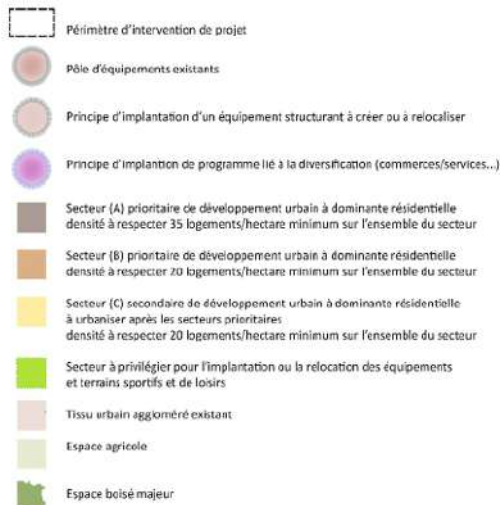 Périmètre d'intervention de projet
Pôle d'équipements existants
Principe d'implantation d'un équipement structurant à créer ou à relocaliser
Principe d'implantion de programme lié à la diversification (commerces/services...)
Secteur (A) prioritaire de développement urbain à dominante résidentielle
densité à respecter 35 logements/hectare minimum sur l'ensemble du secteur
Secteur (B) prioritaire de développement urbain à dominante résidentielle
densité à respecter 20 logements/hectare minimum sur l'ensemble du secteur
Secteur (C) secondaire de développement urbain à dominante résidentielle
à urbaniser après les secteurs prioritaires
densité à respecter 20 logements/hectare minimum sur l'ensemble du secteur
Secteur à privilégier pour l'implantation ou la relocation des équipements
et terrains sportifs et de loisirs
Tissu urbain aggloméré existant
Espace agricole
Espace boisé majeur